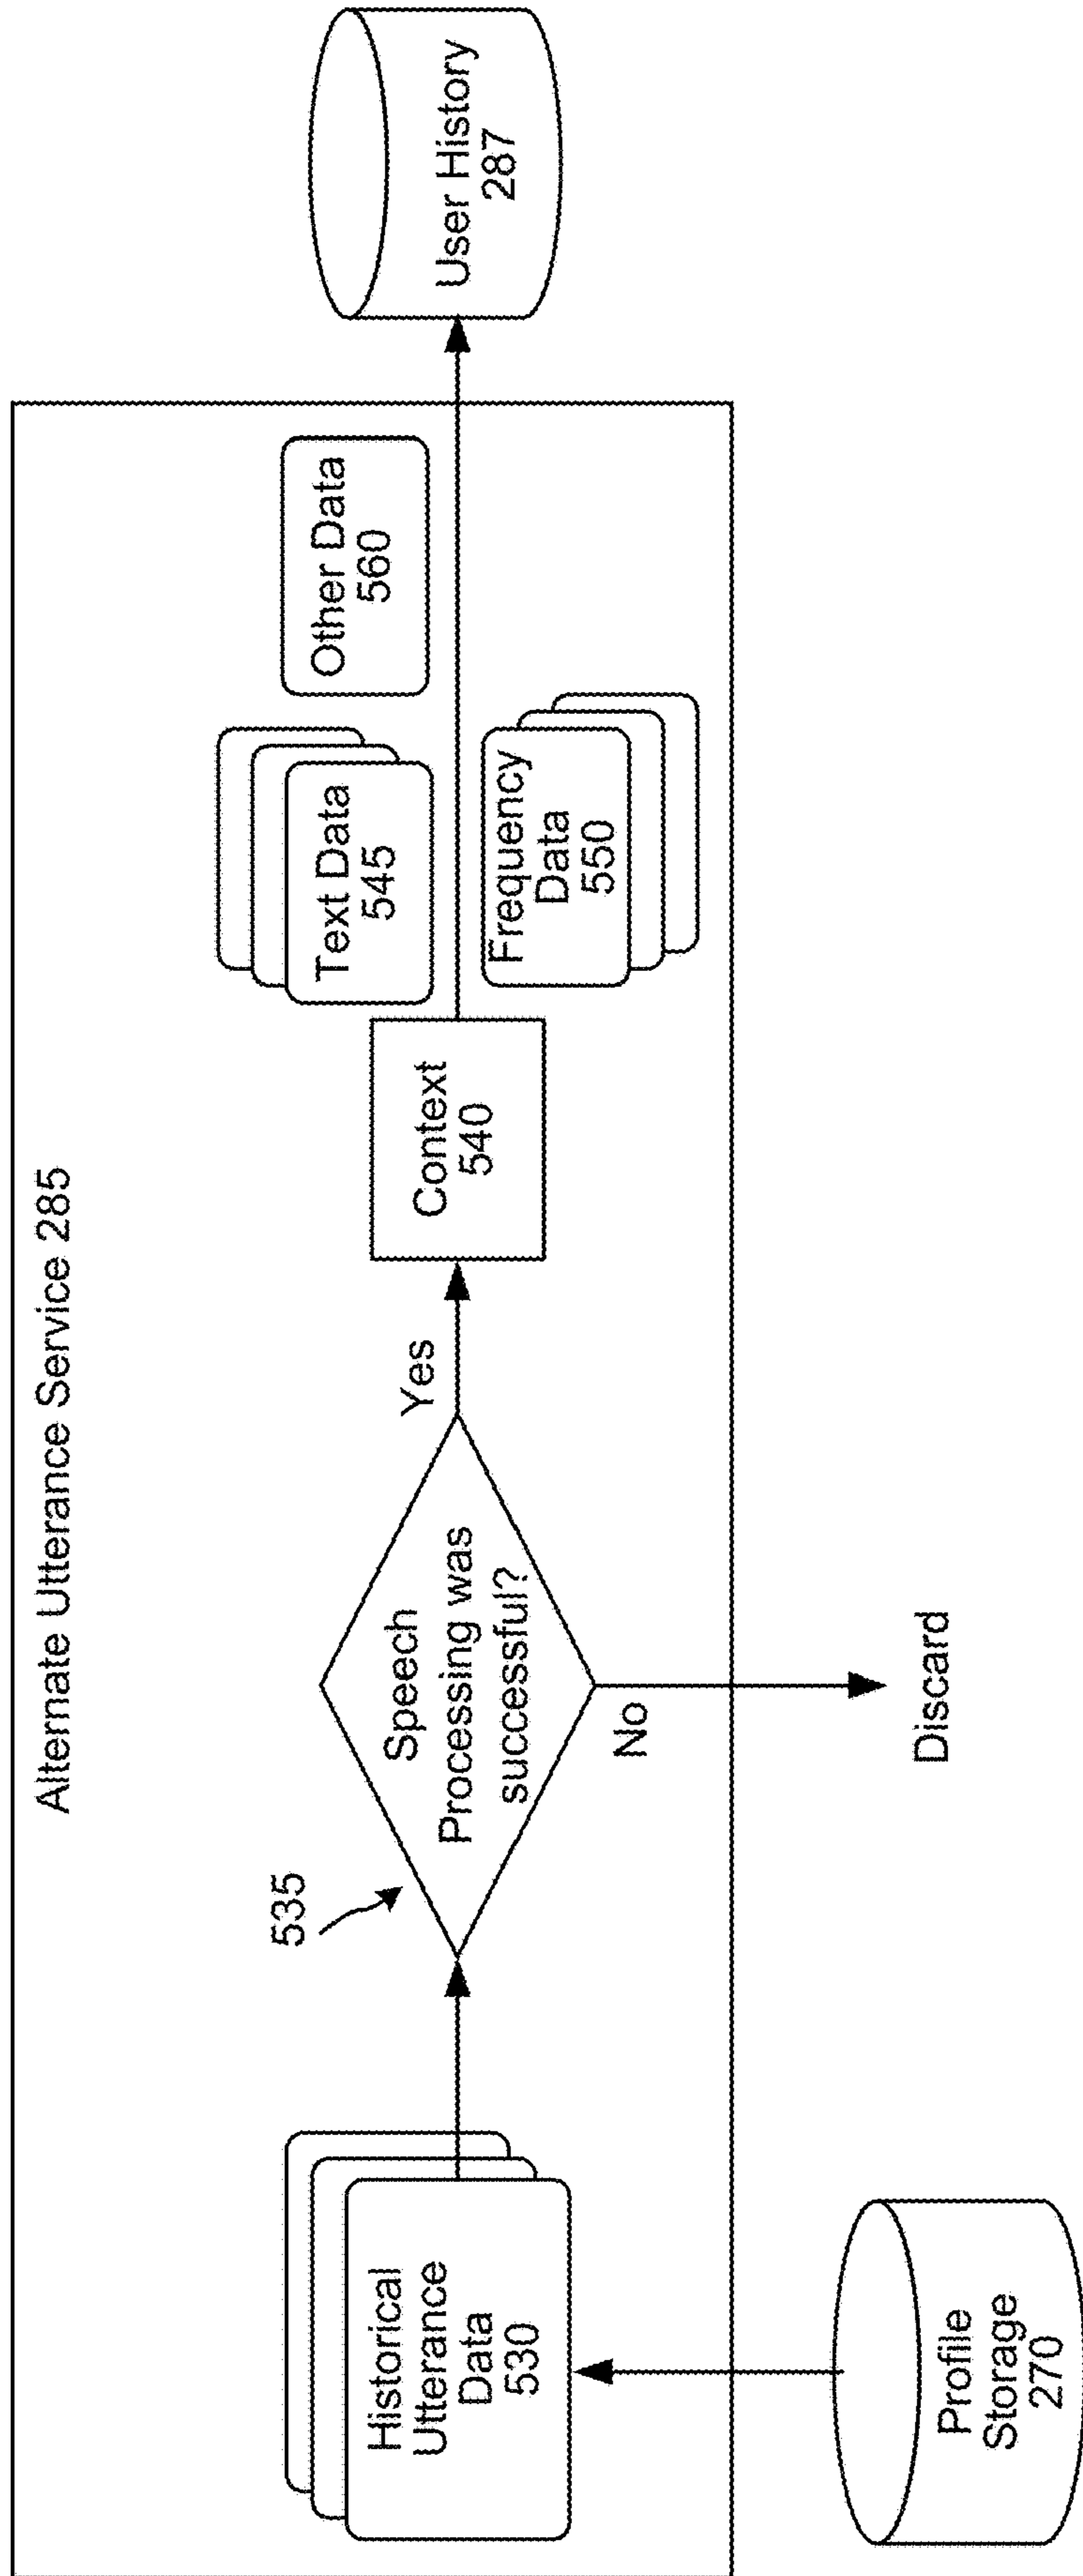 Alternate Utterance Service 285
Historical
Utterance
Data
530
Profile
Storage
270
535
Speech
Processing was
successful?
Yes
No
Discard
Context
540
Text Data
545
Frequency
Data
550
Other Data
560
User History
287